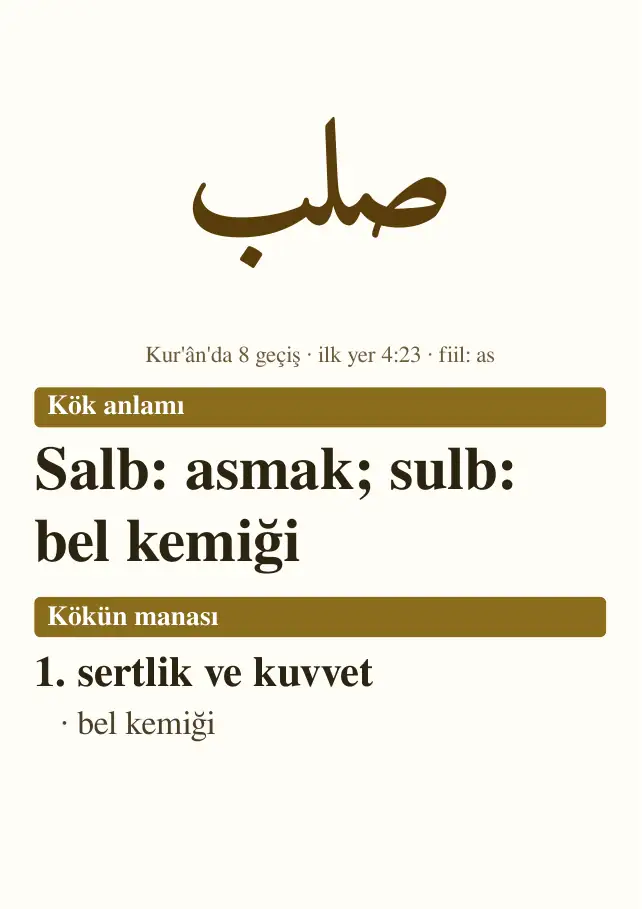 صلب
Kur'ân'da 8 geçiş · ilk yer 4:23 · fiil: as
Kök anlamı
Salb: asmak; sulb:
bel kemiği
Kökün manası
1. sertlik ve kuvvet
· bel kemiği